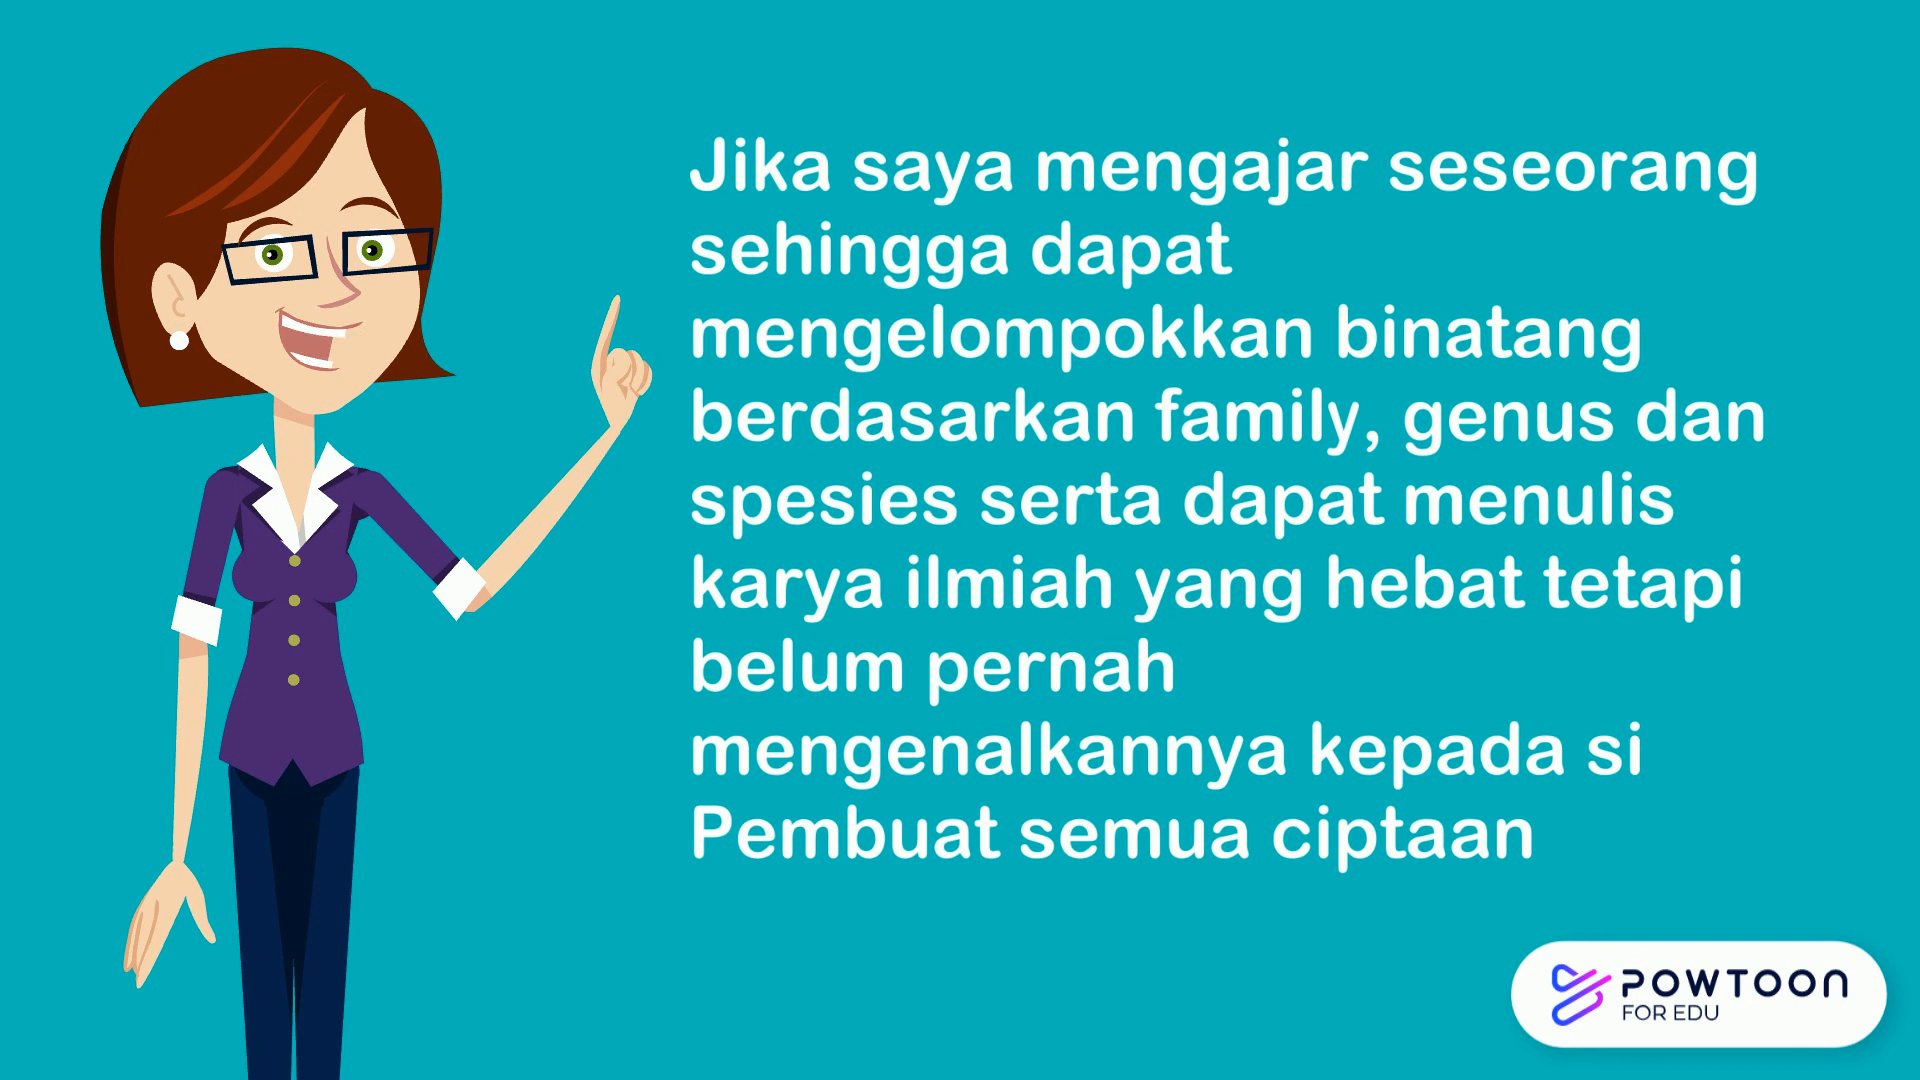 Jika saya mengajar seseorang
sehingga dapat
mengelompokkan binatang
berdasarkan family, genus dan
spesies serta dapat menulis
karya ilmiah yang hebat tetapi
belum pernah
mengenalkannya kepada si
Pembuat semua ciptaan
POWTOON
FOR EDU